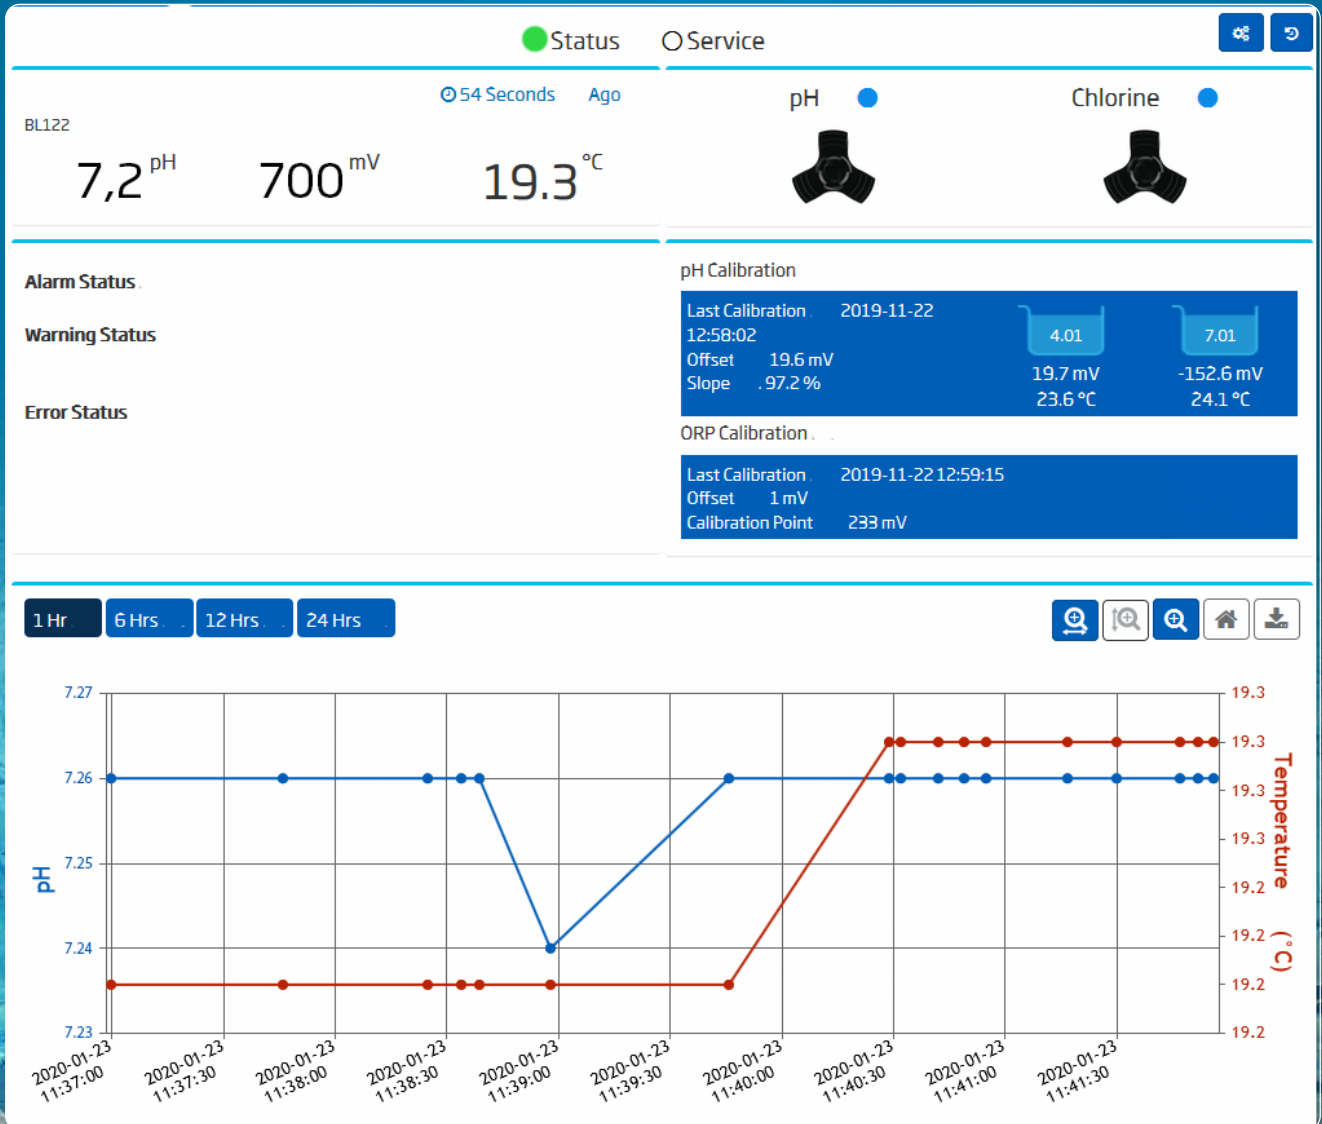 Status Service
54 Seconds Ago
BL122
7,2 pH 700 mV 19.3 °C
pH Chlorine
Alarm Status
Warning Status
Error Status
pH Calibration
Last Calibration 2019-11-22
12:58:02
Offset 19.6 mV
Slope 97.2 %
4.01 7.01
19.7 mV -152.6 mV
23.6 °C 24.1 °C
ORP Calibration
Last Calibration 2019-11-22 12:59:15
Offset 1 mV
Calibration Point 233 mV
1 Hr 6 Hrs 12 Hrs 24 Hrs
pH
7.27
7.26
7.25
7.24
7.23
19.3
19.3
19.3
19.3
19.2
19.2
19.2
19.2
Temperature (°C)
2020-01-23
11:37:00
2020-01-23
11:37:30
2020-01-23
11:38:00
2020-01-23
11:38:30
2020-01-23
11:39:00
2020-01-23
11:39:30
2020-01-23
11:40:00
2020-01-23
11:40:30
2020-01-23
11:41:00
2020-01-23
11:41:30